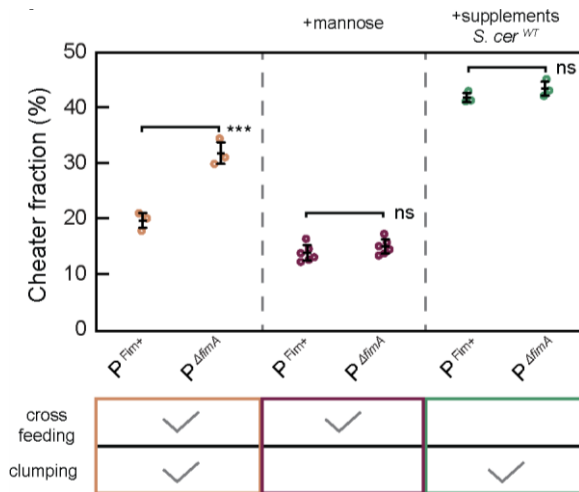 +mannose
+supplements
S. cer WT
Cheater fraction (%)
50
40
30
20
10
0
***
ns
ns
P Fim+
P ΔfimA
P Fim+
P ΔfimA
P Fim+
P ΔfimA
cross
feeding
clumping